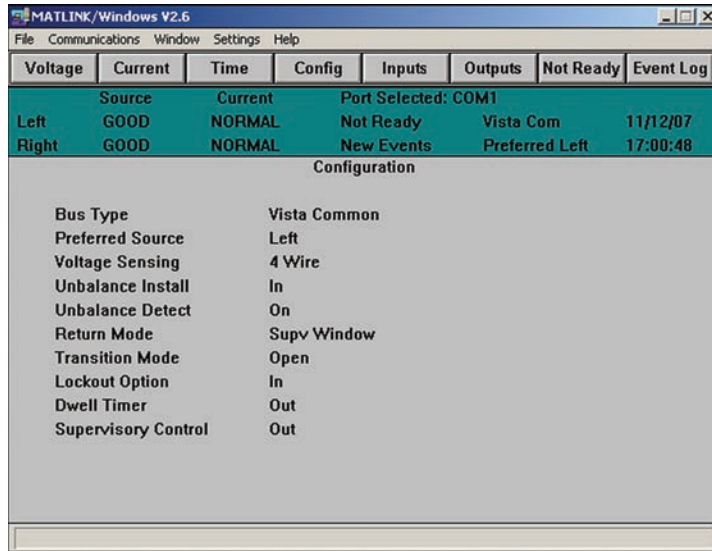 MATLINK/Windows V2.6
File Communications Window Settings Help
Voltage Current Time Config Inputs Outputs Not Ready Event Log
Source Current Port Selected: COM1
Left GOOD NORMAL Not Ready Vista Com 11/12/07
Right GOOD NORMAL New Events Preferred Left 17:00:48
Configuration
Bus Type Vista Common
Preferred Source Left
Voltage Sensing 4 Wire
Unbalance Install In
Unbalance Detect On
Return Mode Supv Window
Transition Mode Open
Lockout Option In
Dwell Timer Out
Supervisory Control Out